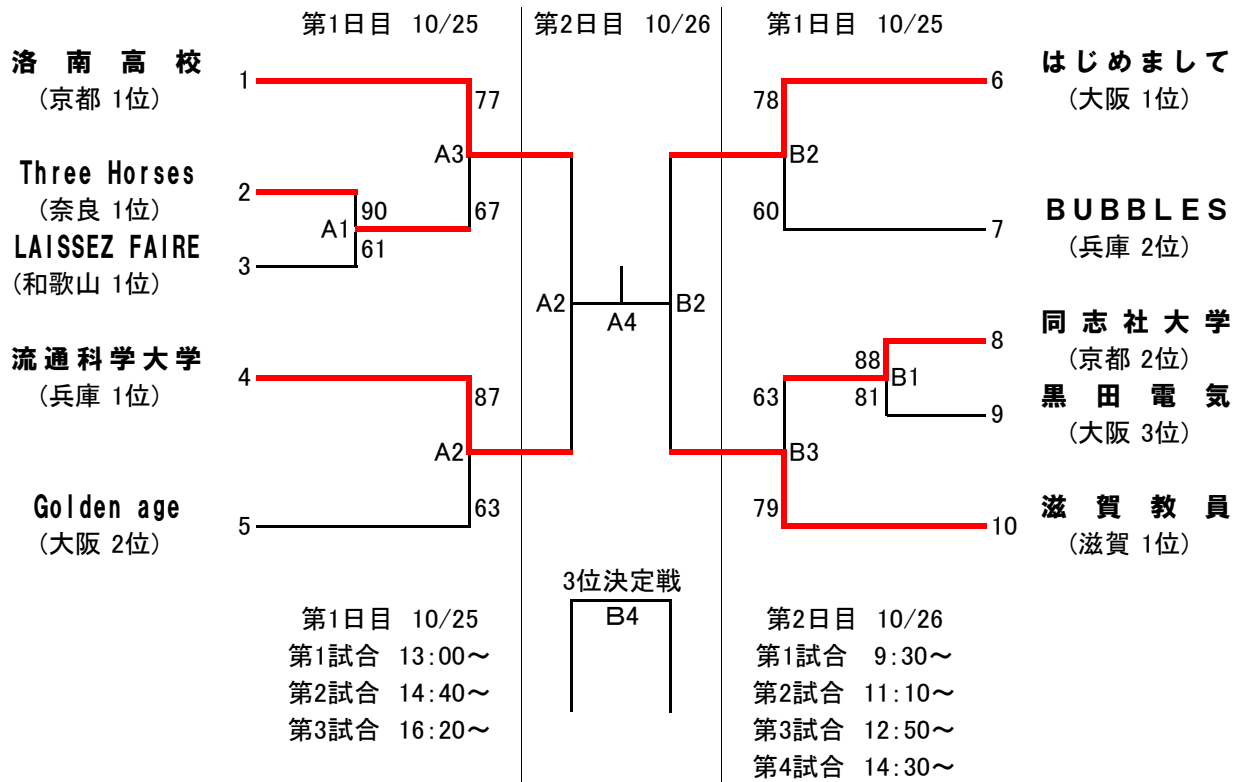 第1日目 10/25
第2日目 10/26
第1日目 10/25
洛南高校
(京都 1位)
1
77
A3
Three Horses
(奈良 1位)
2
90
67
A1
LAISSEZ FAIRE
(和歌山 1位)
3
61
流通科学大学
(兵庫 1位)
4
87
A2
Golden age
(大阪 2位)
5
63
A2
A4
B2
はじめまして
(大阪 1位)
6
78
B2
60
BUBBLES
(兵庫 2位)
7
同志社大学
(京都 2位)
8
88
B1
63
81
黒田電気
(大阪 3位)
9
B3
79
滋賀教員
(滋賀 1位)
10
3位決定戦
B4
第1日目 10/25
第1試合 13:00～
第2試合 14:40～
第3試合 16:20～
第2日目 10/26
第1試合 9:30～
第2試合 11:10～
第3試合 12:50～
第4試合 14:30～